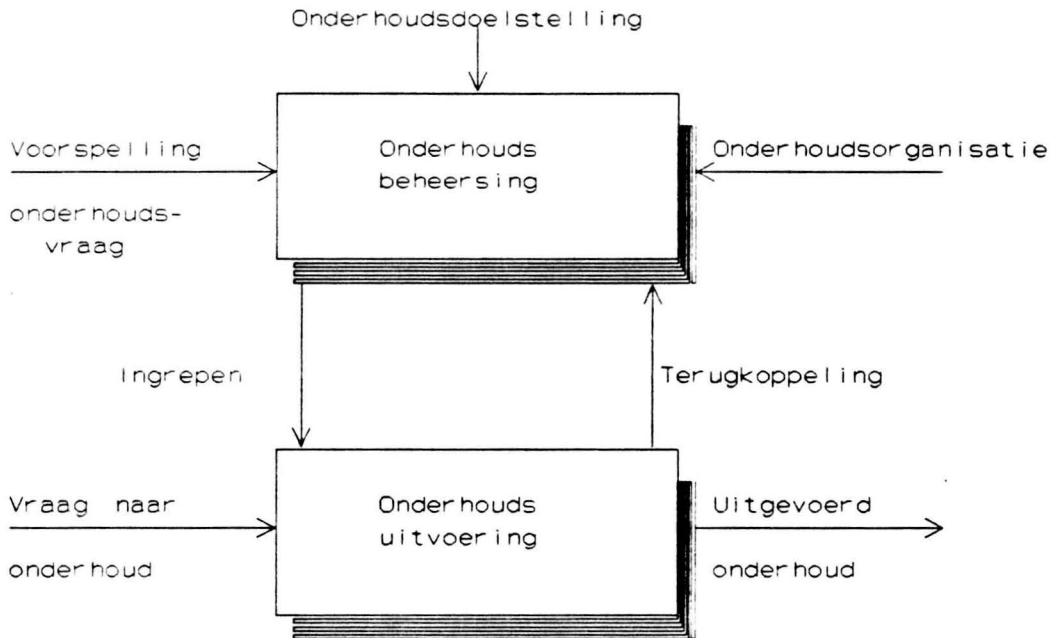 Onderhoudsdoelstelling
Voorspelling
onderhouds-
vraag
Onderhouds
beheersing
Onderhoudsorganisatie
Ingrepen
Terugkoppeling
Vraag naar
onderhoud
Onderhouds
uitvoering
Uitgevoerd
onderhoud